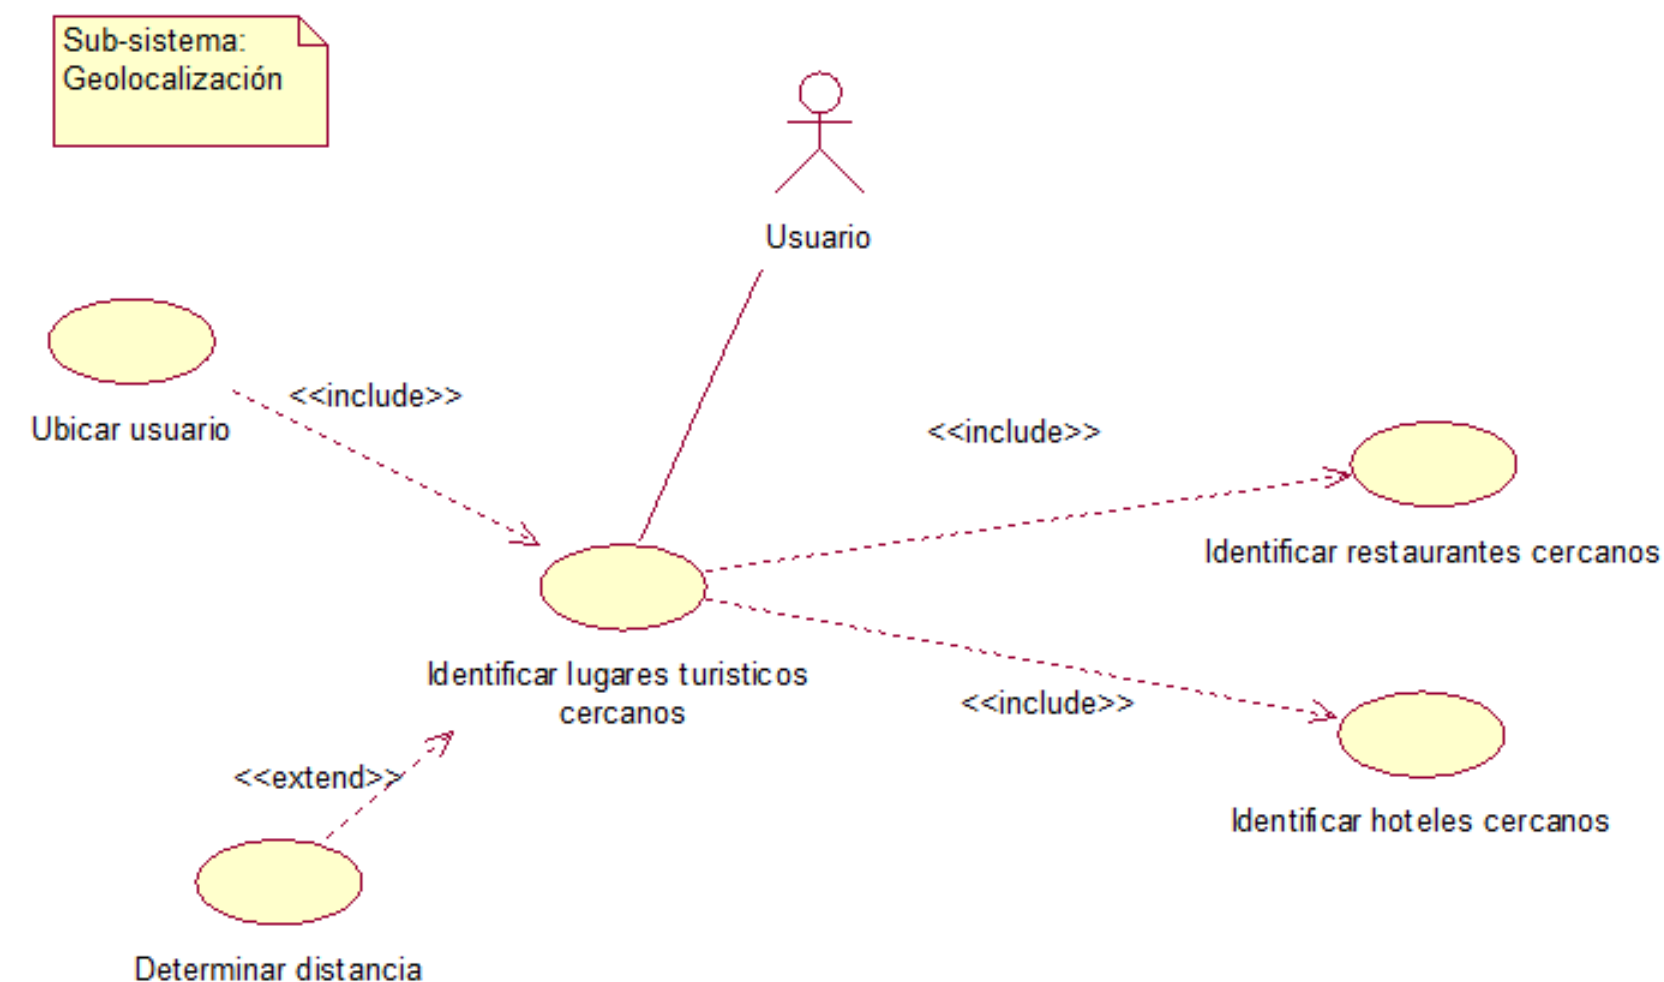 Sub-sistema:
Geolocalización
Usuario
<<include>>
Ubicar usuario
<<include>>
Identificar restaurantes cercanos
Identificar lugares turisticos
cercanos
<<include>>
<<extend>>
Identificar hoteles cercanos
Determinar distancia